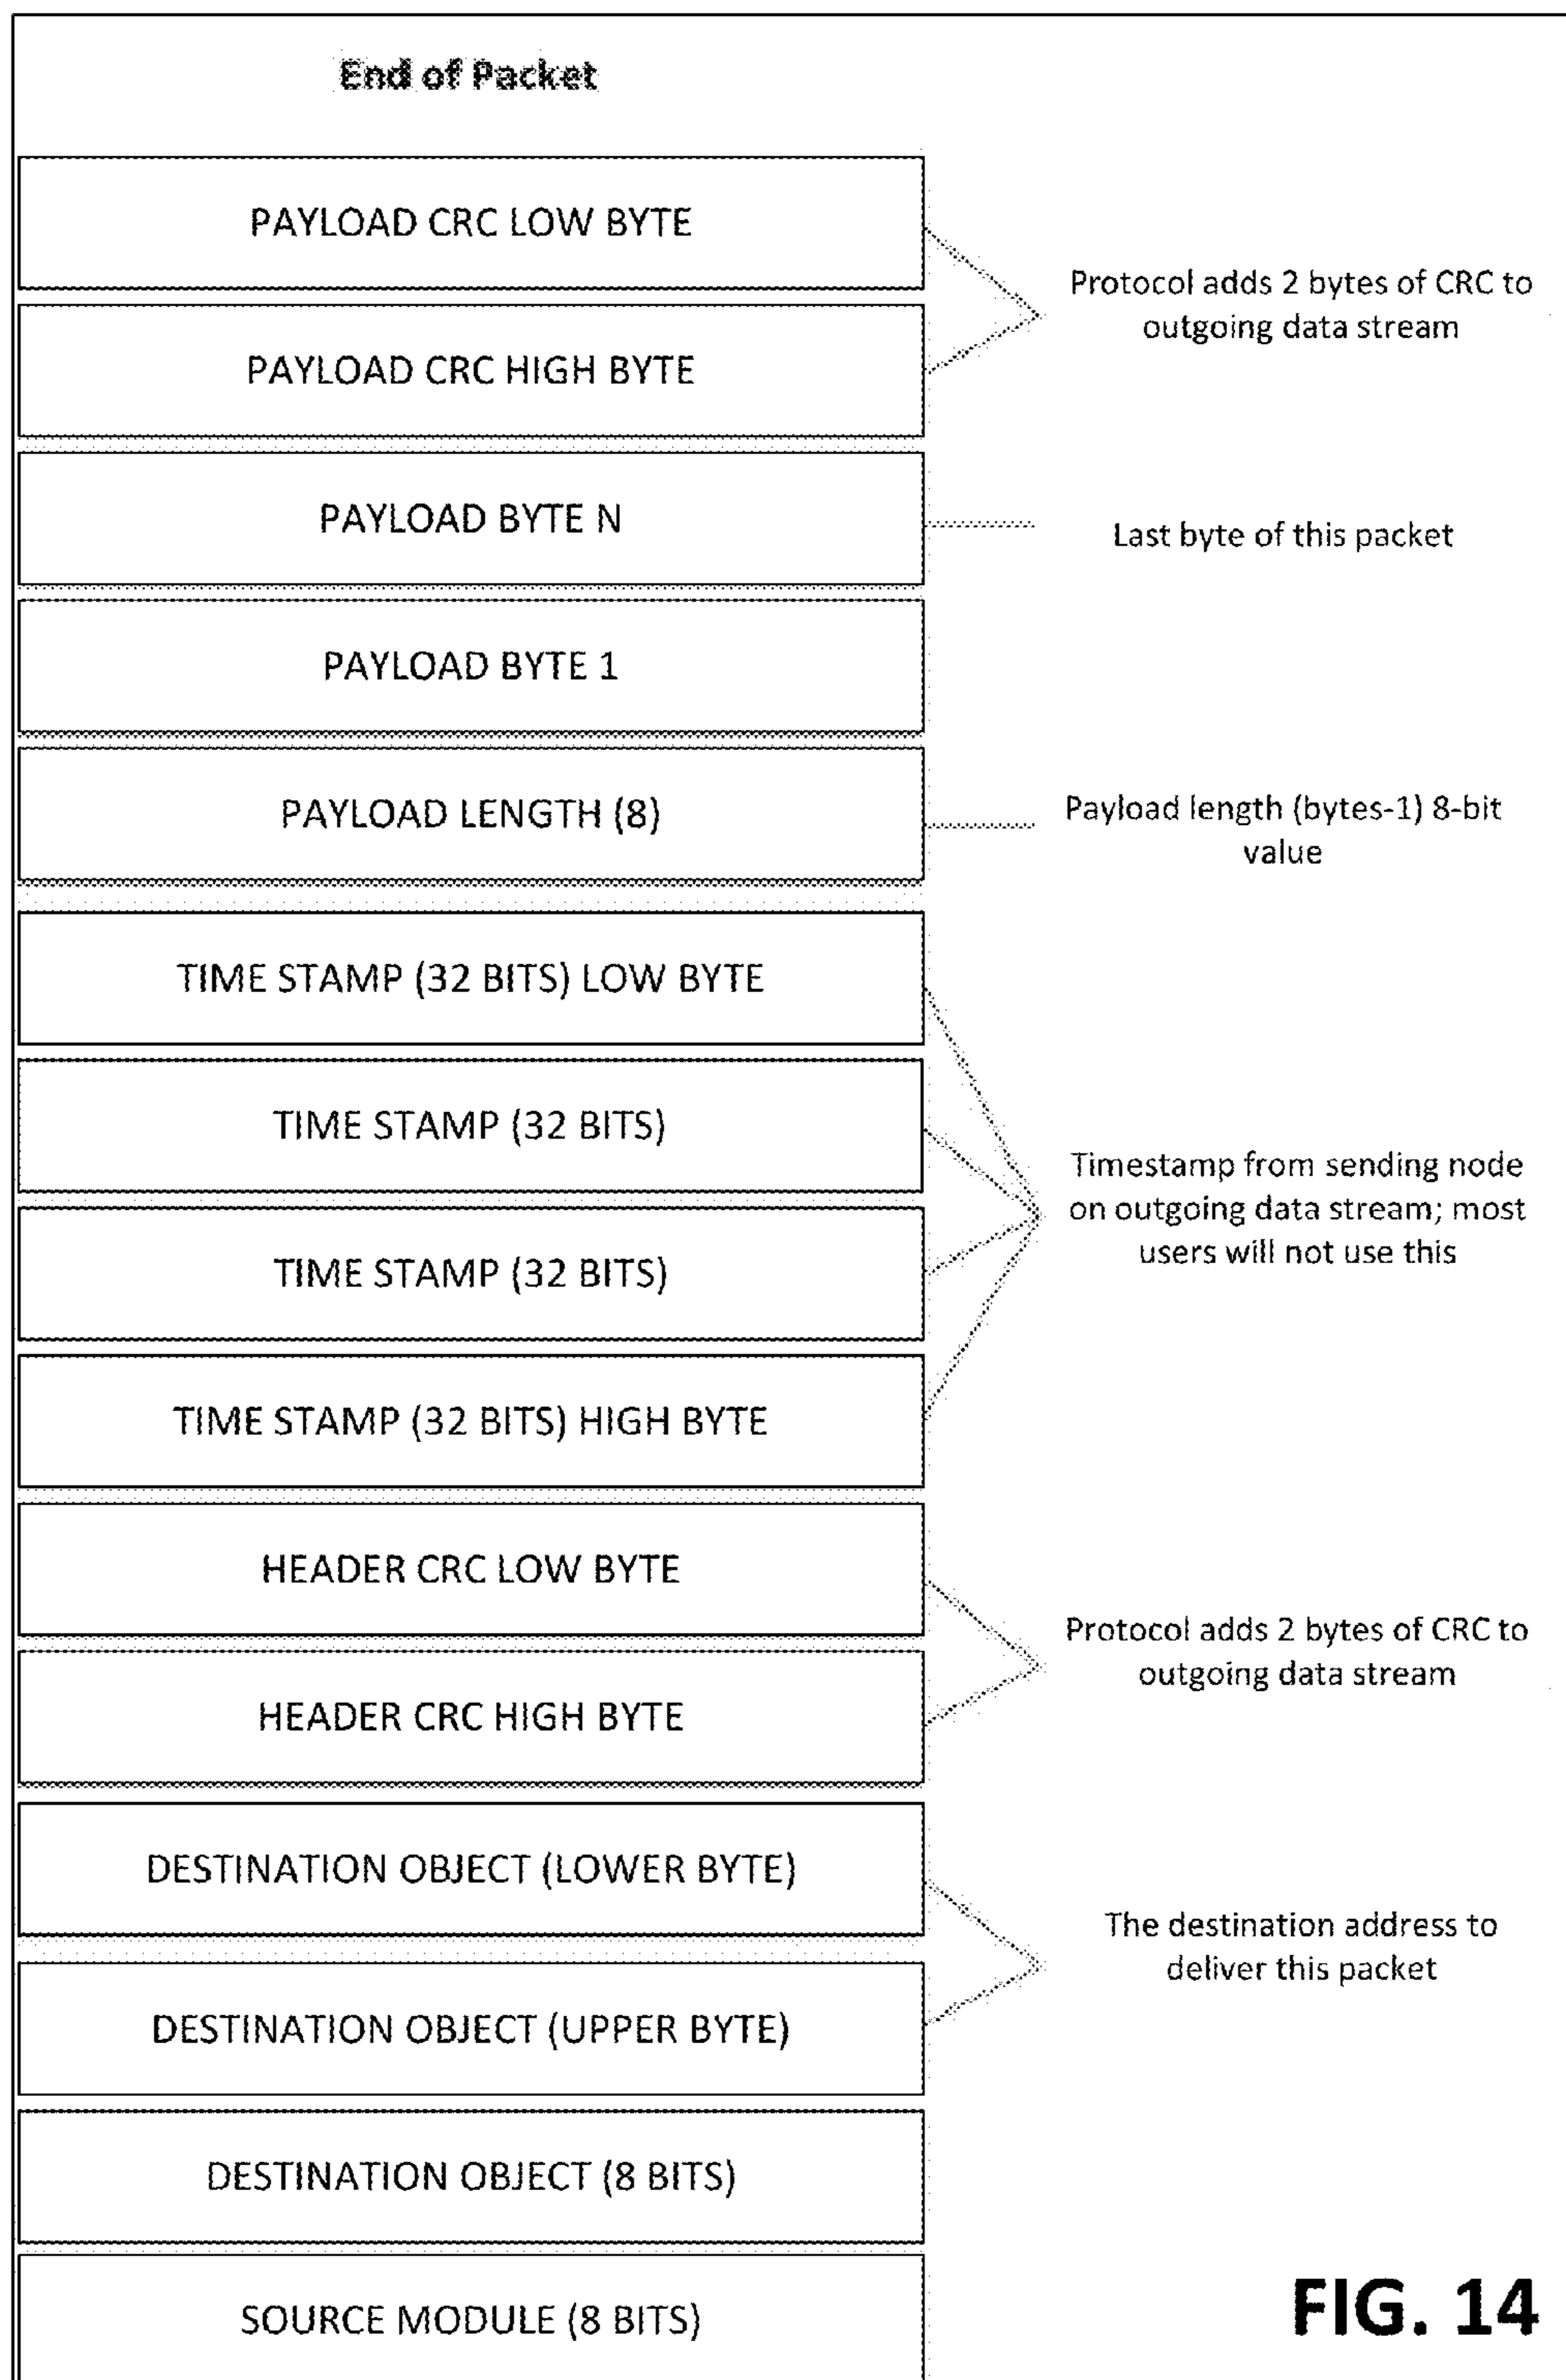 End of Packet
PAYLOAD CRC LOW BYTE
Protocol adds 2 bytes of CRC to
outgoing data stream
PAYLOAD CRC HIGH BYTE
PAYLOAD BYTE N
Last byte of this packet
PAYLOAD BYTE 1
PAYLOAD LENGTH (8)
Payload length (bytes-1) 8-bit
value
TIME STAMP (32 BITS) LOW BYTE
TIME STAMP (32 BITS)
Timestamp from sending node
on outgoing data stream; most
users will not use this
TIME STAMP (32 BITS)
TIME STAMP (32 BITS) HIGH BYTE
HEADER CRC LOW BYTE
Protocol adds 2 bytes of CRC to
outgoing data stream
HEADER CRC HIGH BYTE
DESTINATION OBJECT (LOWER BYTE)
The destination address to
deliver this packet
DESTINATION OBJECT (UPPER BYTE)
DESTINATION OBJECT (8 BITS)
SOURCE MODULE (8 BITS)
FIG. 14